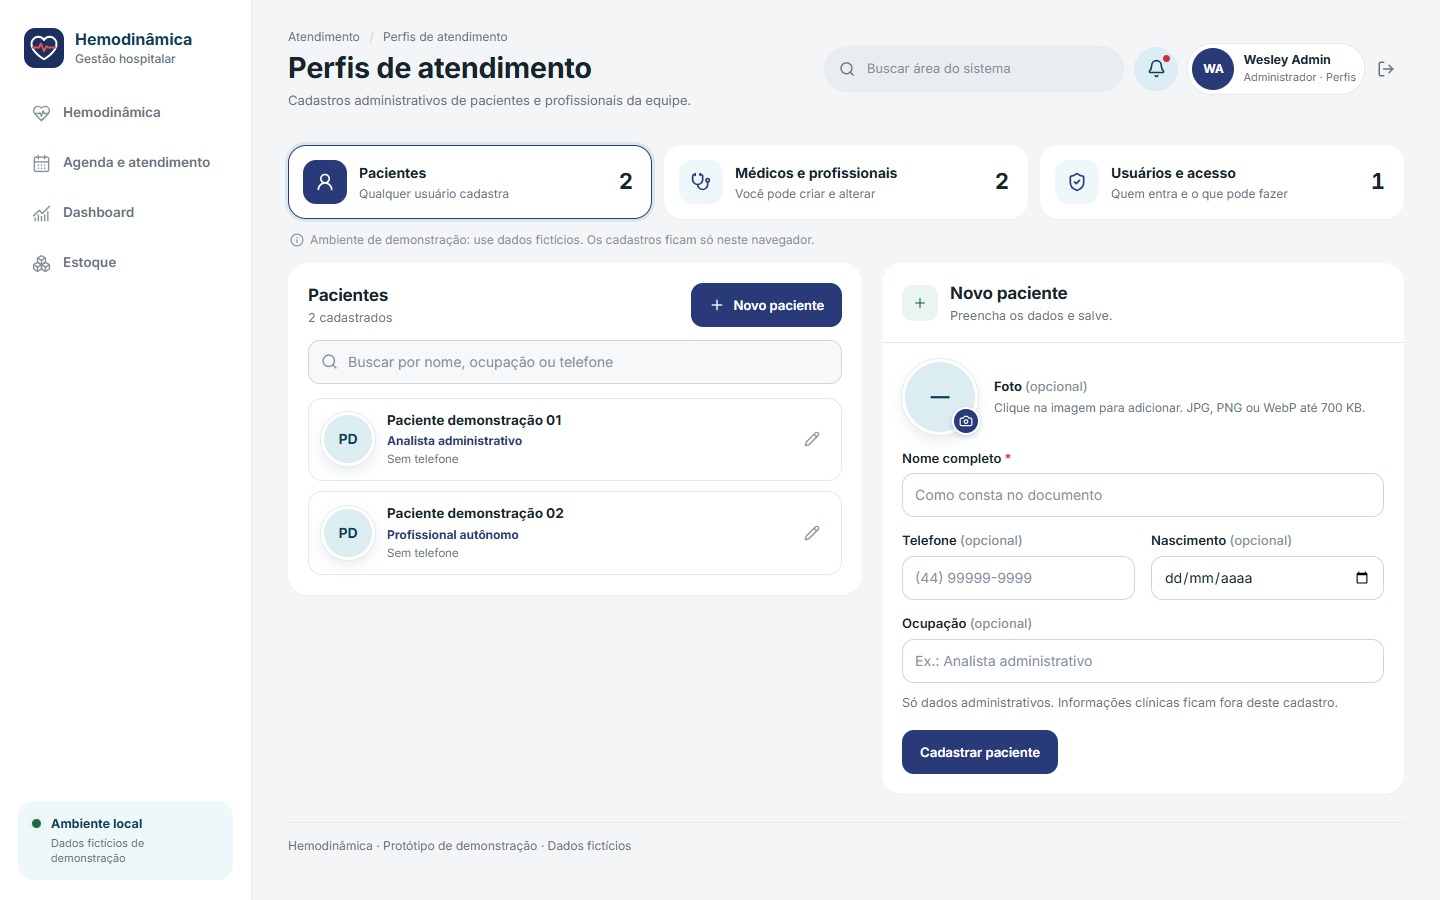 Hemodinâmica
Gestão hospitalar
Hemodinâmica
Agenda e atendimento
Dashboard
Estoque
Ambiente local
Dados fictícios de
demonstração
Atendimento / Perfis de atendimento
Perfis de atendimento
Cadastros administrativos de pacientes e profissionais da equipe.
Buscar área do sistema
WA
Wesley Admin
Administrador · Perfis
Pacientes
Qualquer usuário cadastra
2
Médicos e profissionais
Você pode criar e alterar
2
Usuários e acesso
Quem entra e o que pode fazer
1
Ambiente de demonstração: use dados fictícios. Os cadastros ficam só neste navegador.
Pacientes
2 cadastrados
Novo paciente
Buscar por nome, ocupação ou telefone
PD
Paciente demonstração 01
Analista administrativo
Sem telefone
PD
Paciente demonstração 02
Profissional autônomo
Sem telefone
Novo paciente
Preencha os dados e salve.
—
Foto (opcional)
Clique na imagem para adicionar. JPG, PNG ou WebP até 700 KB.
Nome completo *
Como consta no documento
Telefone (opcional)
(44) 99999-9999
Nascimento (opcional)
dd/mm/aaaa
Ocupação (opcional)
Ex.: Analista administrativo
Só dados administrativos. Informações clínicas ficam fora deste cadastro.
Cadastrar paciente
Hemodinâmica · Protótipo de demonstração · Dados fictícios